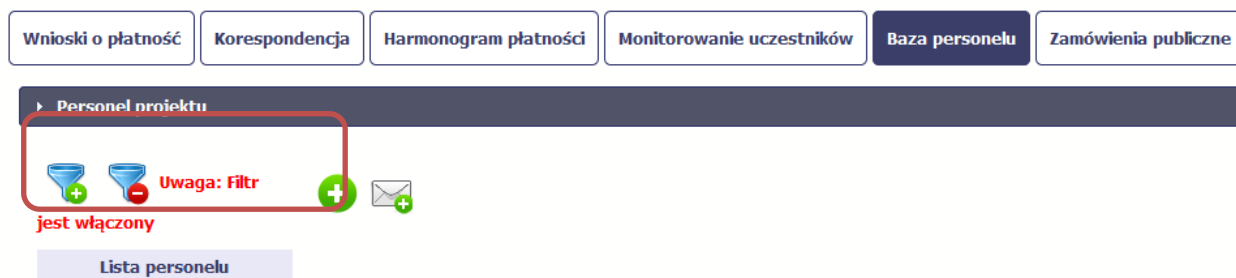 Wnioski o płatność Korespondencja Harmonogram płatności Monitorowanie uczestników Baza personelu Zamówienia publiczne
Personel projektu
Uwaga: Filtr
jest włączony
Lista personelu